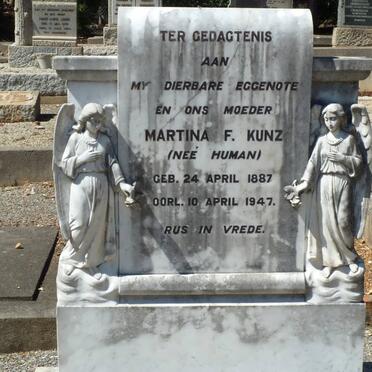 TER GEDAGTENIS
AAN
MY DIERBARE EGGENOTE
EN ONS MOEDER
MARTINA F. KUNZ
(NEÉ HUMAN)
GEB. 24 APRIL 1887
OORL. 10 APRIL 1947.
RUS IN VREDE.